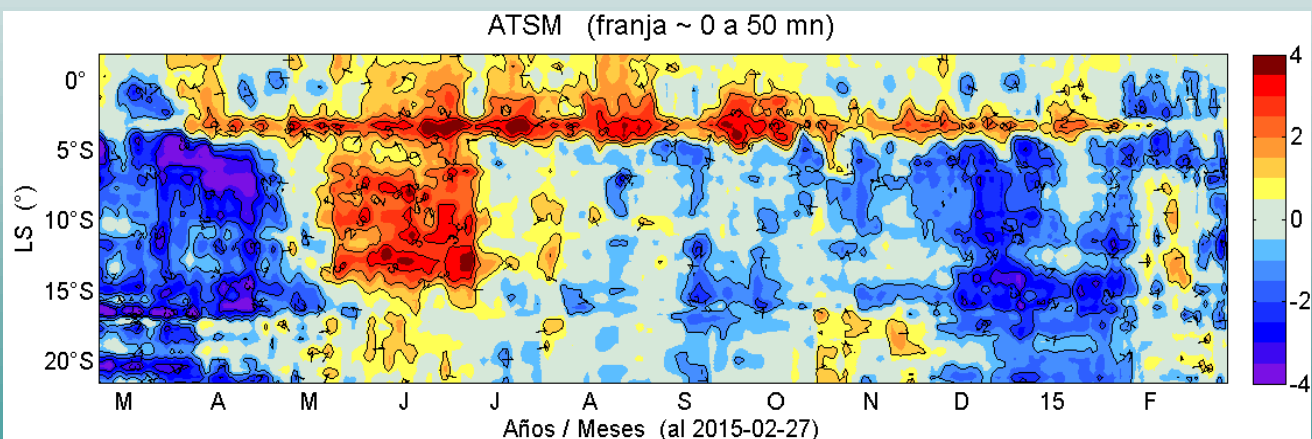 ATSM (franja ~ 0 a 50 mn)
LS (°)
0°
5°S
10°S
15°S
20°S
M A M J J A S O N D 15 F
Años / Meses (al 2015-02-27)
4
2
0
-2
-4